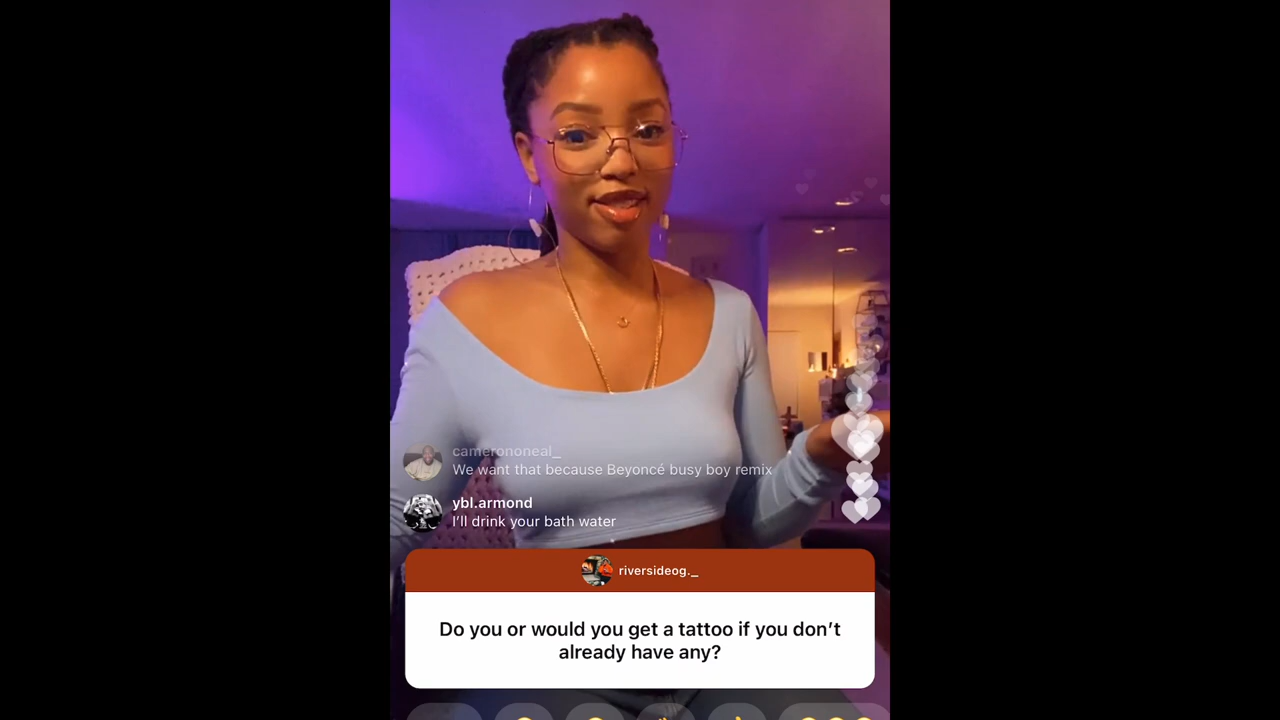 camerononeal_
We want that because Beyoncé busy boy remix
ybl.armond
I’ll drink your bath water
riversideog._
Do you or would you get a tattoo if you don’t
already have any?